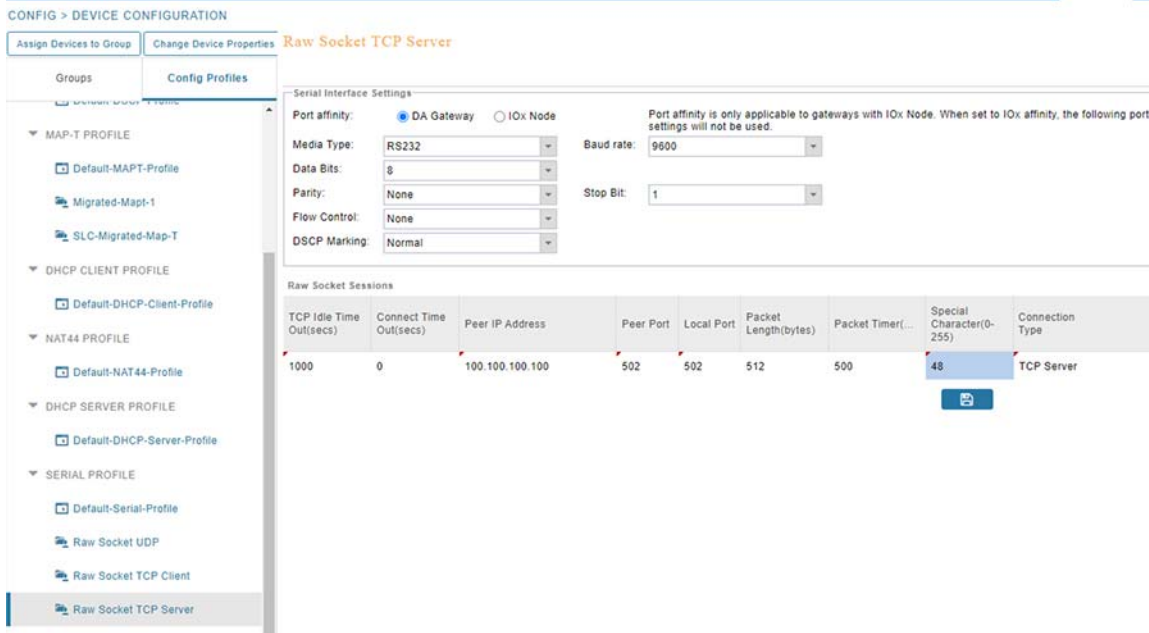 CONFIG > DEVICE CONFIGURATION
Assign Devices to Group
Change Device Properties
Groups
Config Profiles
MAP-T PROFILE
Default-MAPT-Profile
Migrated-Mapt-1
SLC-Migrated-Map-T
DHCP CLIENT PROFILE
Default-DHCP-Client-Profile
NAT44 PROFILE
Default-NAT44-Profile
DHCP SERVER PROFILE
Default-DHCP-Server-Profile
SERIAL PROFILE
Default-Serial-Profile
Raw Socket UDP
Raw Socket TCP Client
Raw Socket TCP Server
Raw Socket TCP Server
Serial Interface Settings
Port affinity: DA Gateway IOx Node
Port affinity is only applicable to gateways with IOx Node. When set to IOx affinity, the following port
settings will not be used.
Media Type: RS232 Baud rate: 9600
Data Bits: 8
Parity: None Stop Bit: 1
Flow Control: None
DSCP Marking: Normal
Raw Socket Sessions
TCP Idle Time
Out(secs)
Connect Time
Out(secs)
Peer IP Address
Peer Port
Local Port
Packet
Length(bytes)
Packet Timer(...
Special
Character(0-
255)
Connection
Type
1000 0 100.100.100.100 502 502 512 500 48 TCP Server